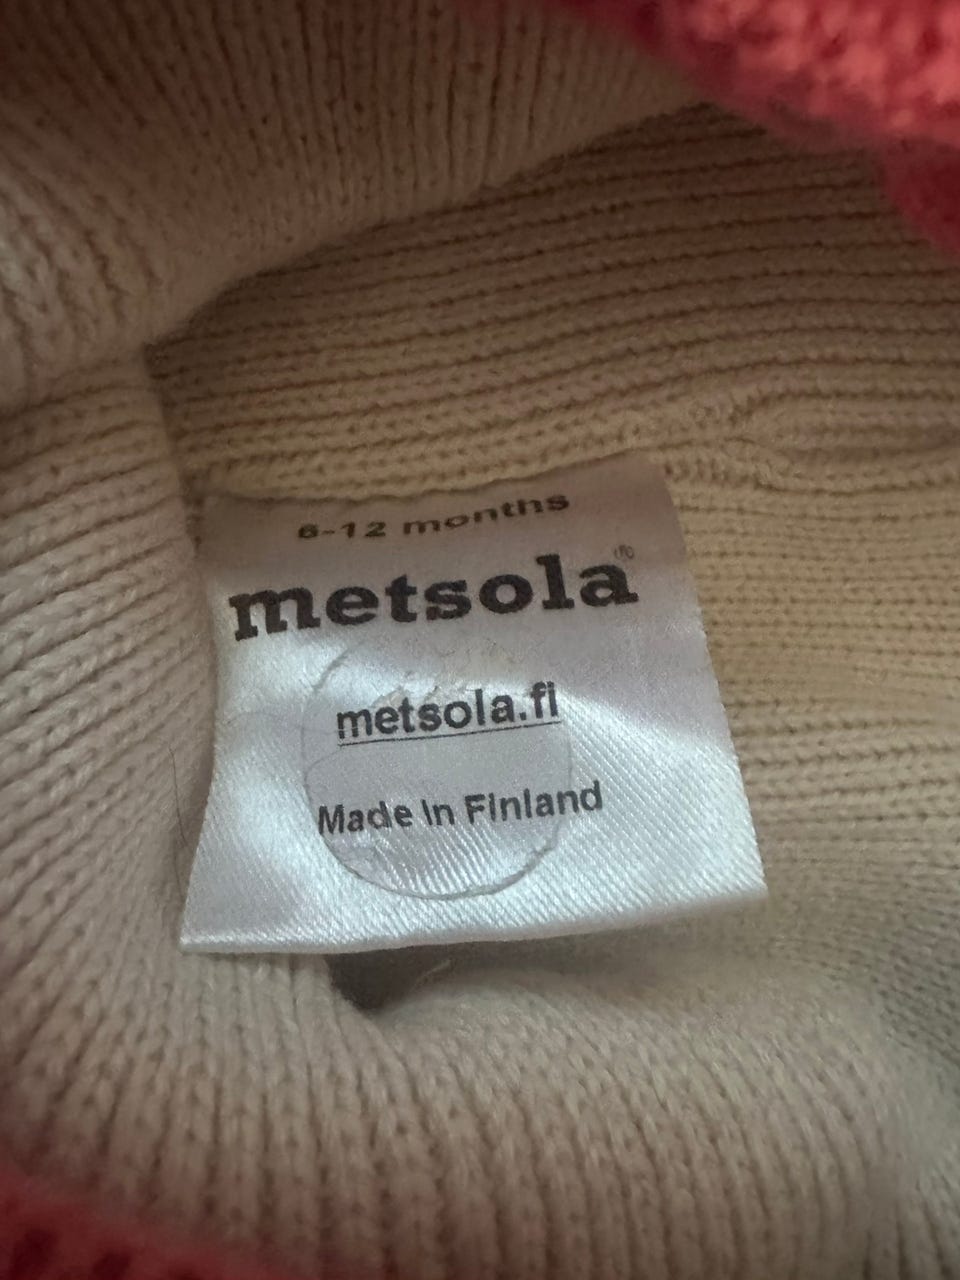 6-12 months
metsola®
metsola.fi
Made in Finland